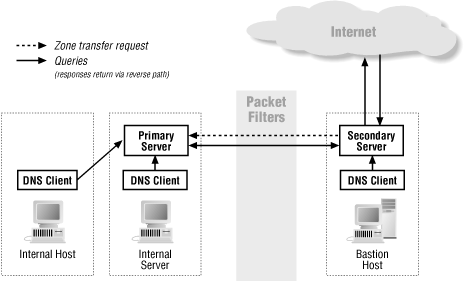 Internet
Zone transfer request
Queries
(responses return via reverse path)
Packet
Filters
Primary
Server
Secondary
Server
DNS Client
DNS Client
DNS Client
Internal Host
Internal
Server
Bastion
Host